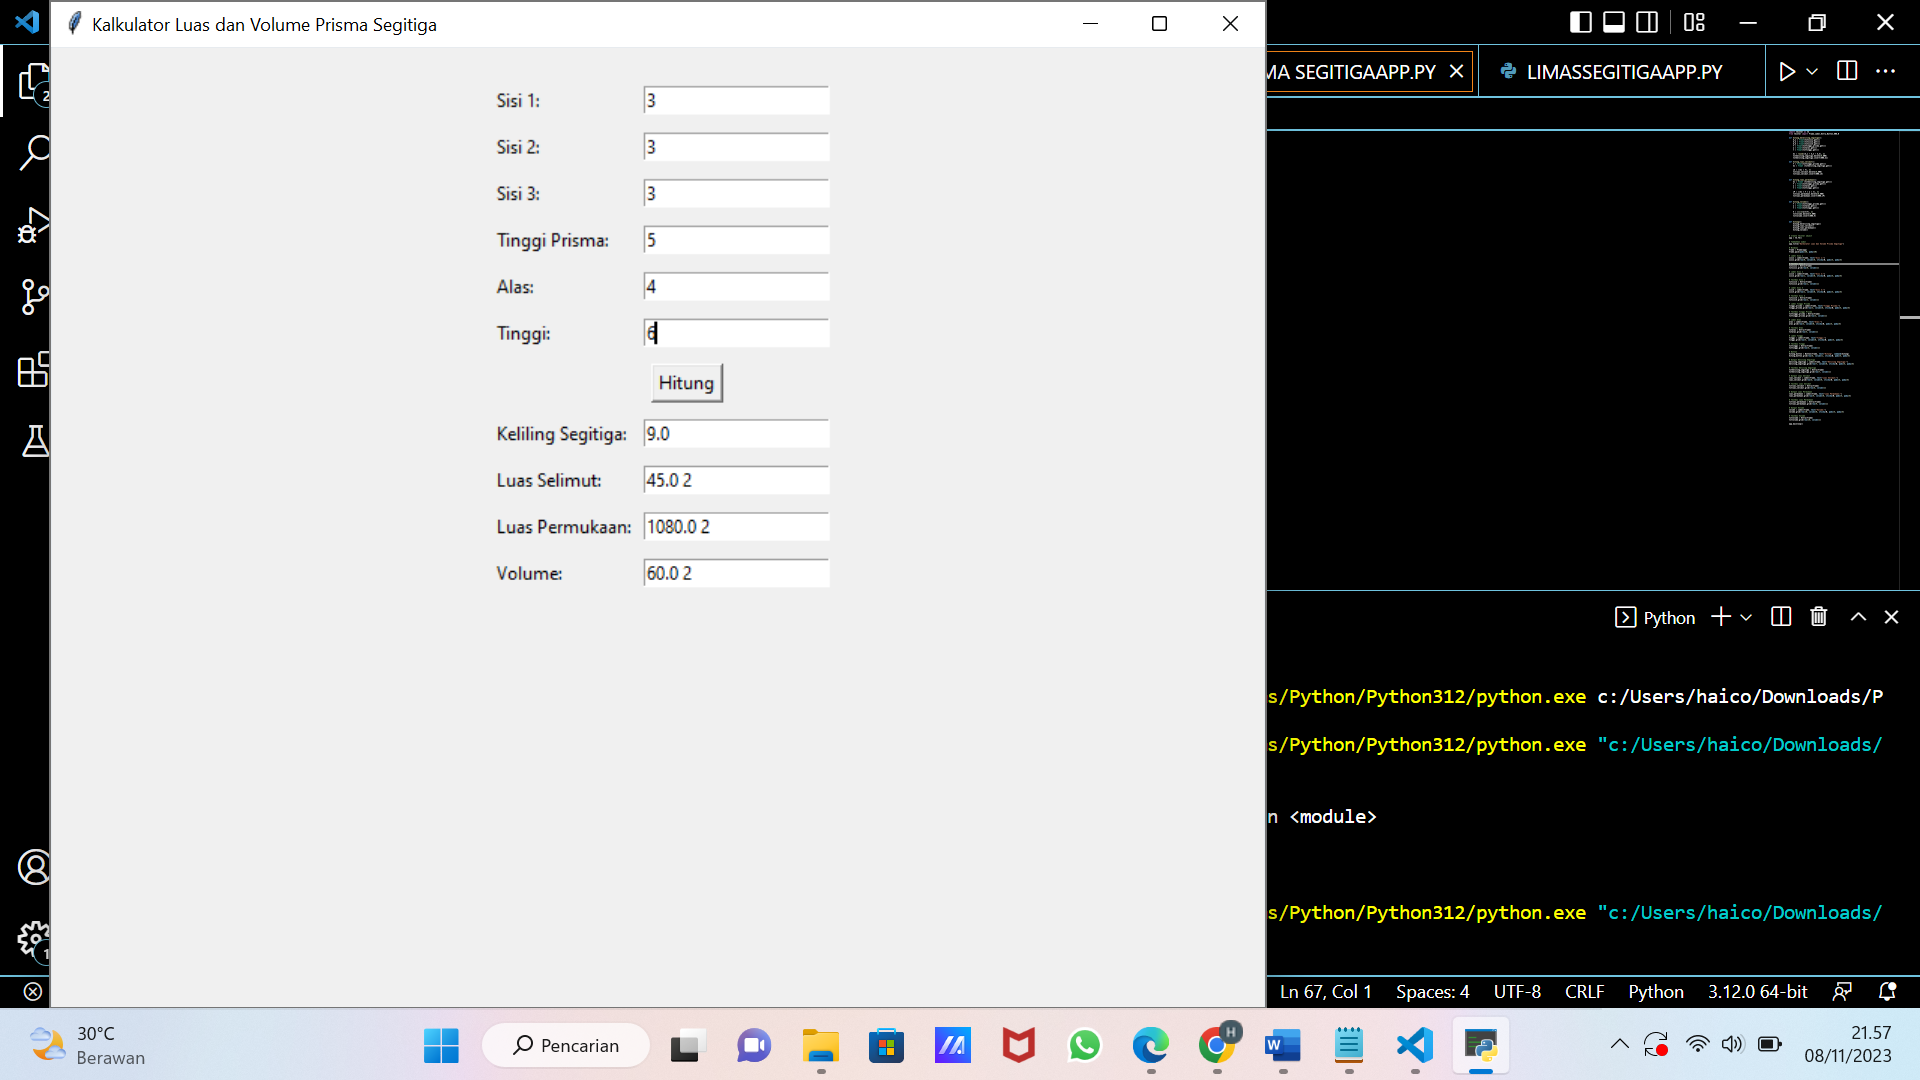 Kalkulator Luas dan Volume Prisma Segitiga
MA SEGITIGAAPP.PY
LIMASSEGITIGAAPP.PY
2
Sisi 1: 3
Sisi 2: 3
Sisi 3: 3
Tinggi Prisma: 5
Alas: 4
Tinggi: 6
Hitung
Keliling Segitiga: 9.0
Luas Selimut: 45.0 2
Luas Permukaan: 1080.0 2
Volume: 60.0 2
Python
s/Python/Python312/python.exe c:/Users/haico/Downloads/P
s/Python/Python312/python.exe "c:/Users/haico/Downloads/
n <module>
s/Python/Python312/python.exe "c:/Users/haico/Downloads/
1
Ln 67, Col 1 Spaces: 4 UTF-8 CRLF Python 3.12.0 64-bit
30°C
Berawan
Pencarian
H
W
21.57
08/11/2023